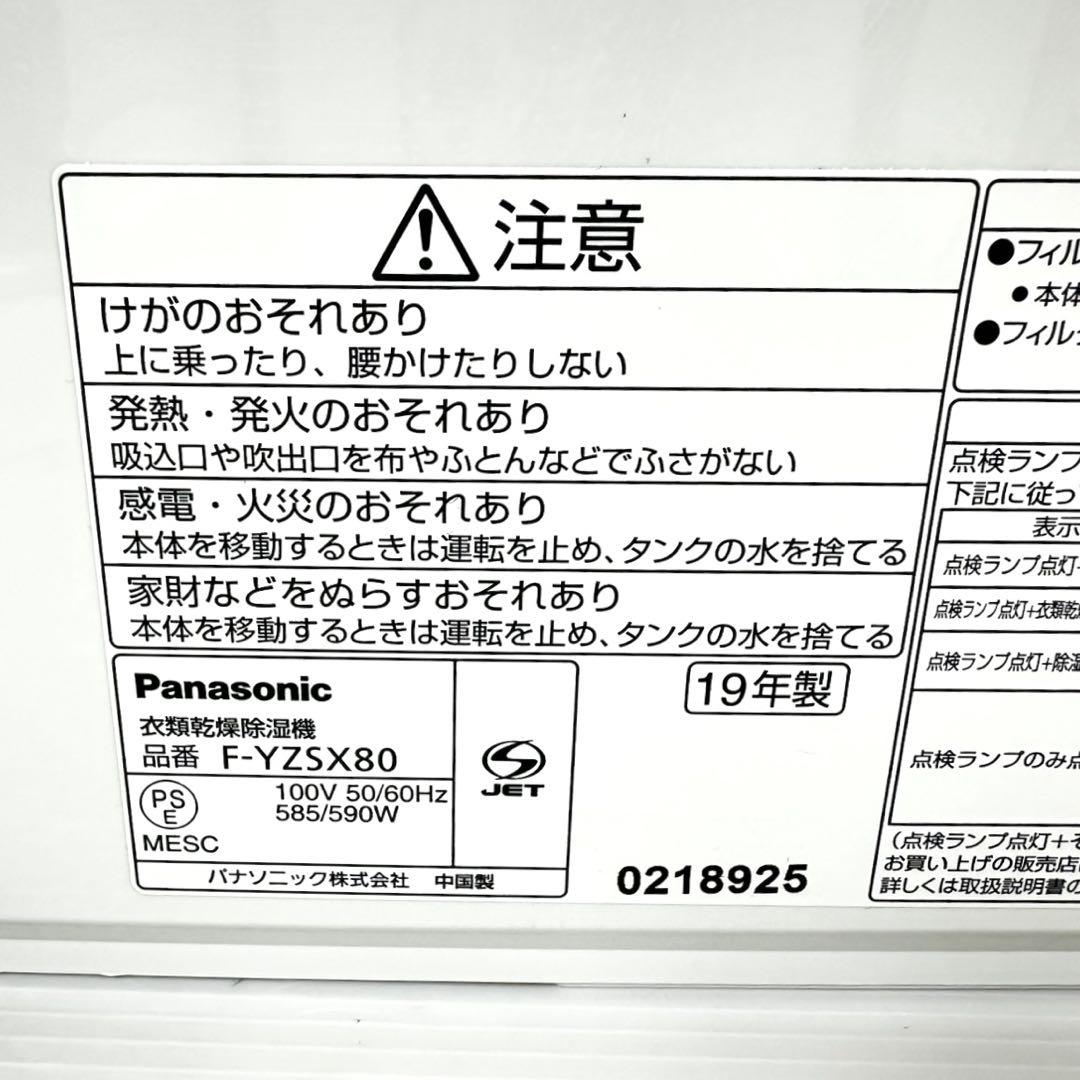 注意
けがのおそれあり
上に乗ったり、腰かけたりしない
発熱・発火のおそれあり
吸込口や吹出口を布やふとんなどでふさがない
感電・火災のおそれあり
本体を移動するときは運転を止め、タンクの水を捨てる
家財などをぬらすおそれあり
本体を移動するときは運転を止め、タンクの水を捨てる
Panasonic
衣類乾燥除湿機
品番 F-YZSX80
PS
E
MESC
100V 50/60Hz
585/590W
JET
パナソニック株式会社 中国製
19年製
0218925
●フィル
●本体
●フィル
点検ランプ
下記に従っ
表示
点検ランプ点灯+
点検ランプ点灯+衣類乾
点検ランプ点灯+除湿
点検ランプのみ点
(点検ランプ点灯+そ
お買い上げの販売店
詳しくは取扱説明書の